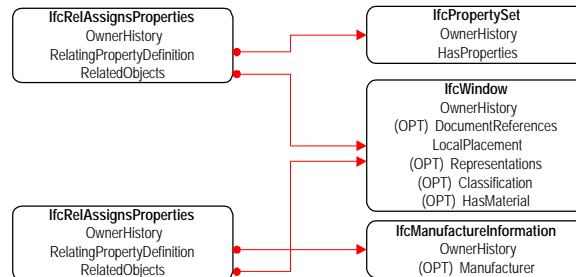 IfcRelAssignsProperties
OwnerHistory
RelatingPropertyDefinition
RelatedObjects
IfcPropertySet
OwnerHistory
HasProperties
IfcWindow
OwnerHistory
(OPT) DocumentReferences
LocalPlacement
(OPT) Representations
(OPT) Classification
(OPT) HasMaterial
IfcRelAssignsProperties
OwnerHistory
RelatingPropertyDefinition
RelatedObjects
IfcManufactureInformation
OwnerHistory
(OPT) Manufacturer